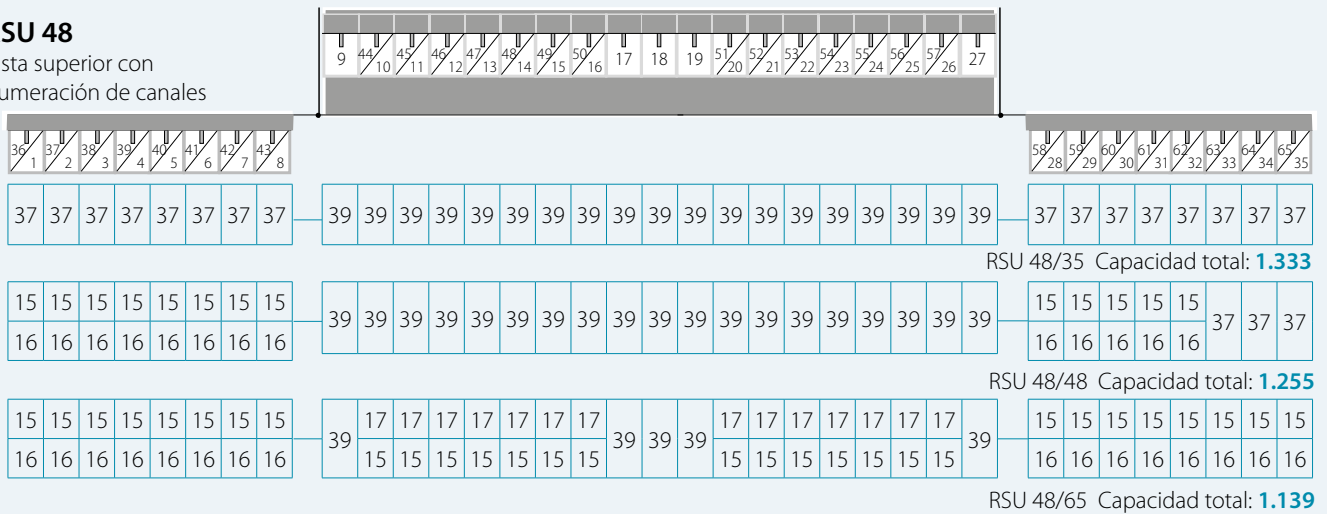 SU 48
sta superior con
umeración de canales
9 44/10 45/11 46/12 47/13 48/14 49/15 50/16 17 18 19 51/20 52/21 53/22 54/23 55/24 56/25 57/26 27
36/1 37/2 38/3 39/4 40/5 41/6 42/7 43/8 58/28 59/29 60/30 61/31 62/32 63/33 64/34 65/35
37 37 37 37 37 37 37 37 39 39 39 39 39 39 39 39 39 39 39 39 39 39 39 39 39 39 39 37 37 37 37 37 37 37 37
RSU 48/35 Capacidad total: 1.333
15 15 15 15 15 15 15 15 15 15 15 15 15
39 39 39 39 39 39 39 39 39 39 39 39 39 39 39 39 39 39 39 37 37 37
16 16 16 16 16 16 16 16 16 16 16 16 16
RSU 48/48 Capacidad total: 1.255
15 15 15 15 15 15 15 15 17 17 17 17 17 17 17 17 17 17 17 17 17 17 15 15 15 15 15 15 15 15
39 39 39 39 39
16 16 16 16 16 16 16 16 15 15 15 15 15 15 15 15 15 15 15 15 15 15 16 16 16 16 16 16 16 16
RSU 48/65 Capacidad total: 1.139